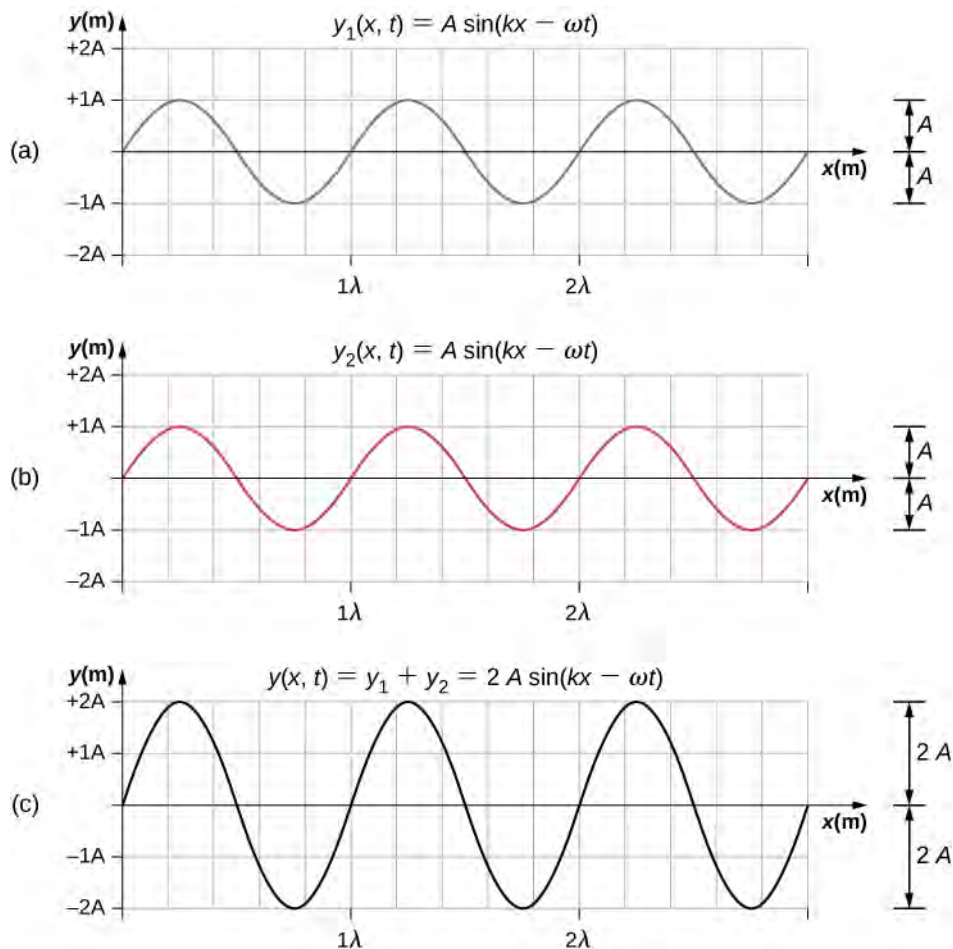 y(m)
y₁(x, t) = A sin(kx − ωt)
+2A
+1A
A
(a)
x(m)
A
−1A
−2A
1λ
2λ
y(m)
y₂(x, t) = A sin(kx − ωt)
+2A
+1A
A
(b)
x(m)
A
−1A
−2A
1λ
2λ
y(m)
y(x, t) = y₁ + y₂ = 2 A sin(kx − ωt)
+2A
+1A
2 A
(c)
x(m)
−1A
2 A
−2A
1λ
2λ